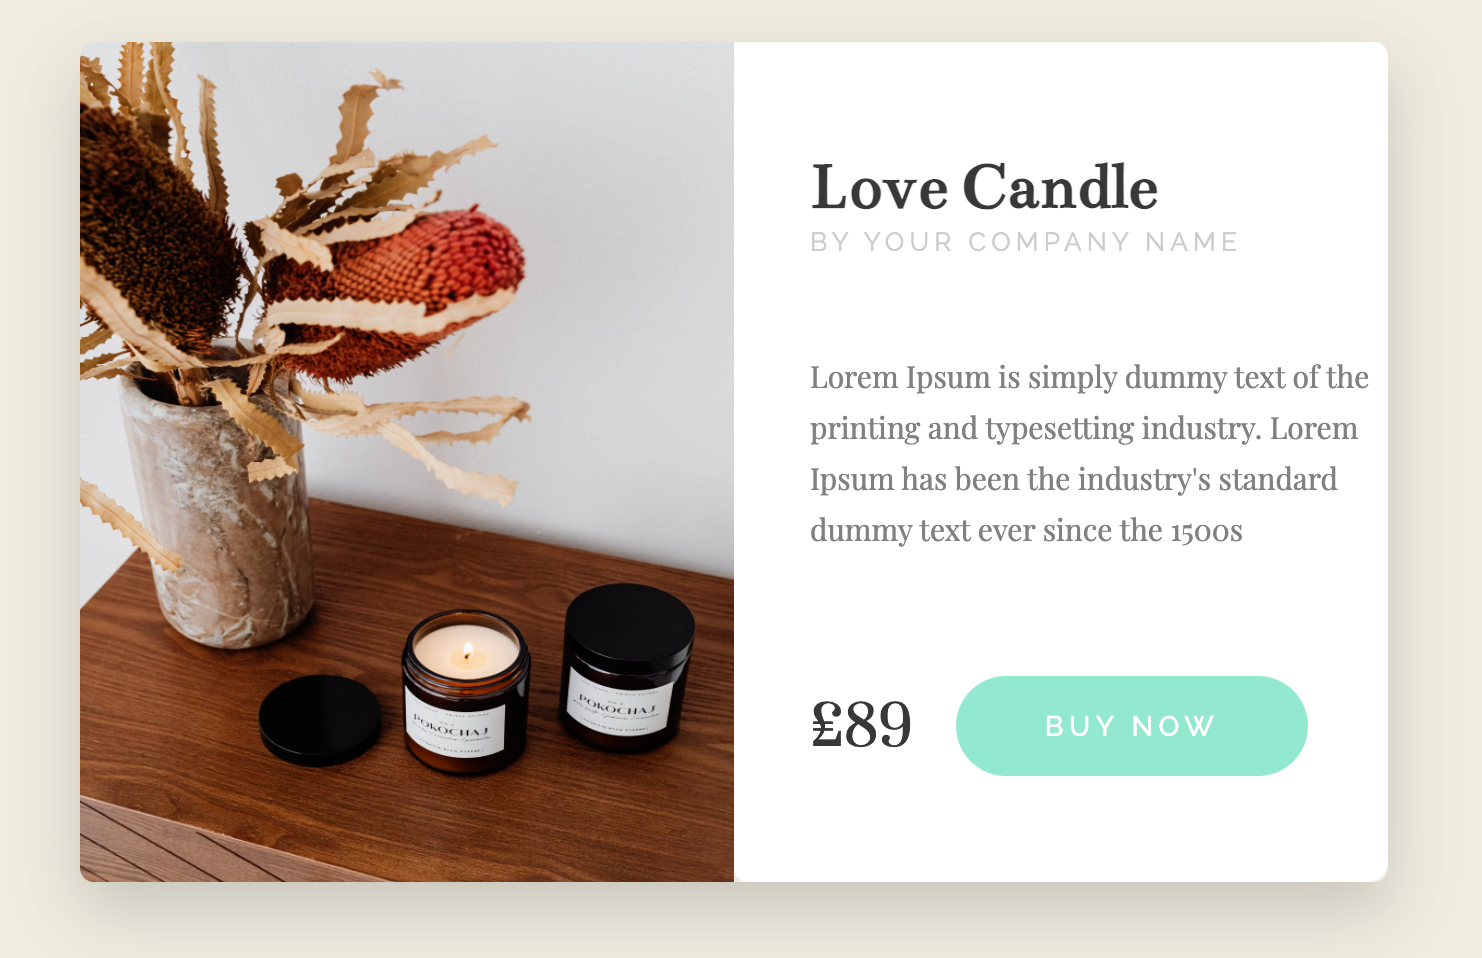 Love Candle
BY YOUR COMPANY NAME
Lorem Ipsum is simply dummy text of the
printing and typesetting industry. Lorem
Ipsum has been the industry's standard
dummy text ever since the 1500s
£89
BUY NOW
POKOCHAJ
POKOCHAJ